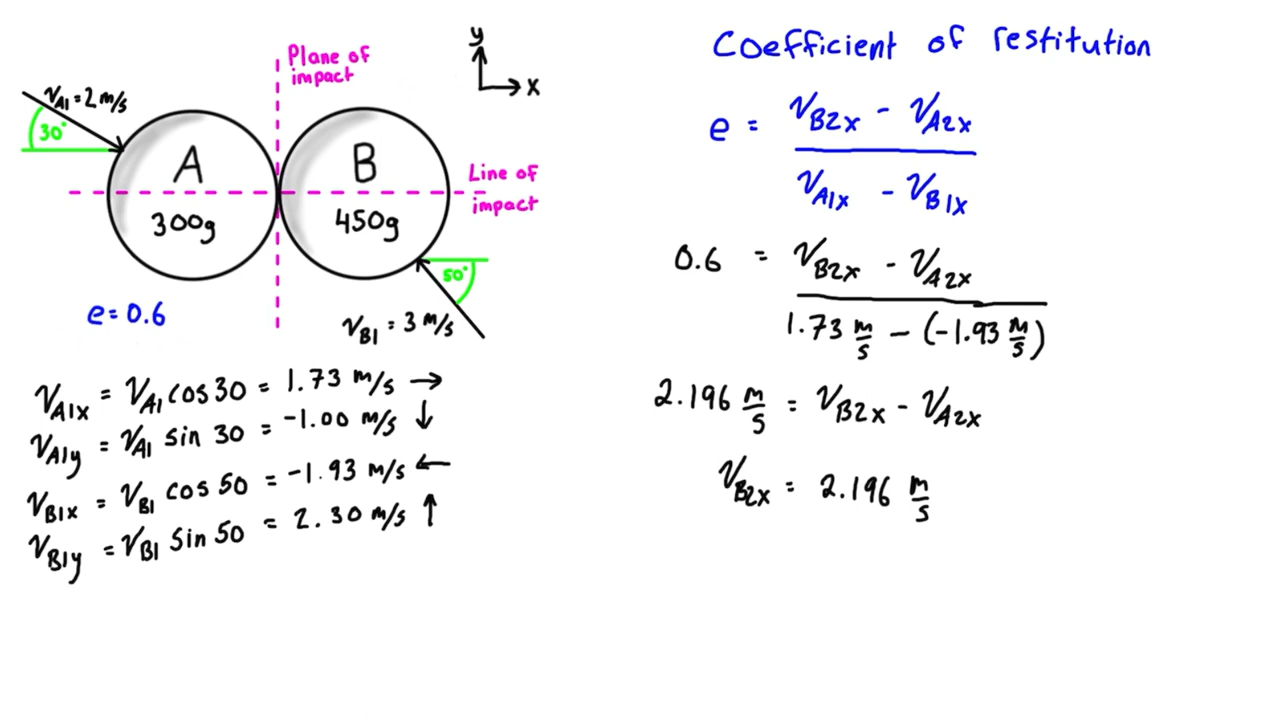 Plane of
impact
y
x
v_A1 = 2 m/s
30°
A
300g
B
450g
Line of
impact
50°
e = 0.6
v_B1 = 3 m/s
v_A1x = v_A1 cos 30 = 1.73 m/s →
v_A1y = v_A1 sin 30 = -1.00 m/s ↓
v_B1x = v_B1 cos 50 = -1.93 m/s ←
v_B1y = v_B1 sin 50 = 2.30 m/s ↑
Coefficient of restitution
e = (v_B2x - v_A2x) / (v_A1x - v_B1x)
0.6 = (v_B2x - v_A2x) / (1.73 m/s - (-1.93 m/s))
2.196 m/s = v_B2x - v_A2x
v_B2x = 2.196 m/s